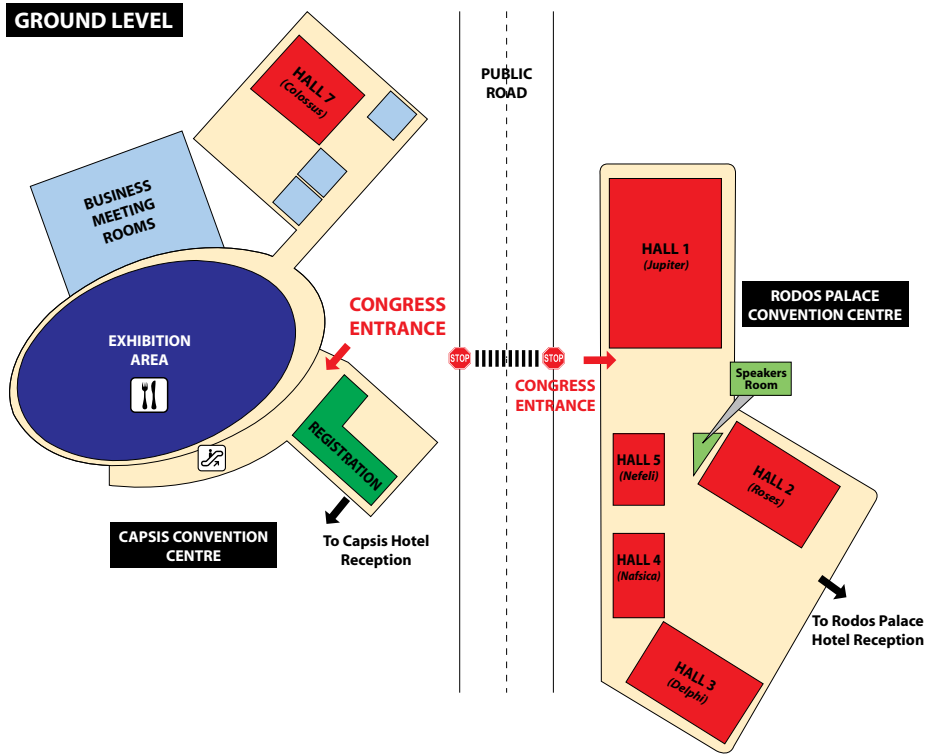 GROUND LEVEL
HALL 7
(Colossus)
PUBLIC
ROAD
BUSINESS
MEETING
ROOMS
HALL 1
(Jupiter)
RODOS PALACE
CONVENTION CENTRE
CONGRESS
ENTRANCE
EXHIBITION
AREA
STOP
STOP
CONGRESS
ENTRANCE
Speakers
Room
REGISTRATION
HALL 5
(Nefeli)
HALL 2
(Roses)
CAPSIS CONVENTION
CENTRE
To Capsis Hotel
Reception
HALL 4
(Nafsica)
To Rodos Palace
Hotel Reception
HALL 3
(Delphi)